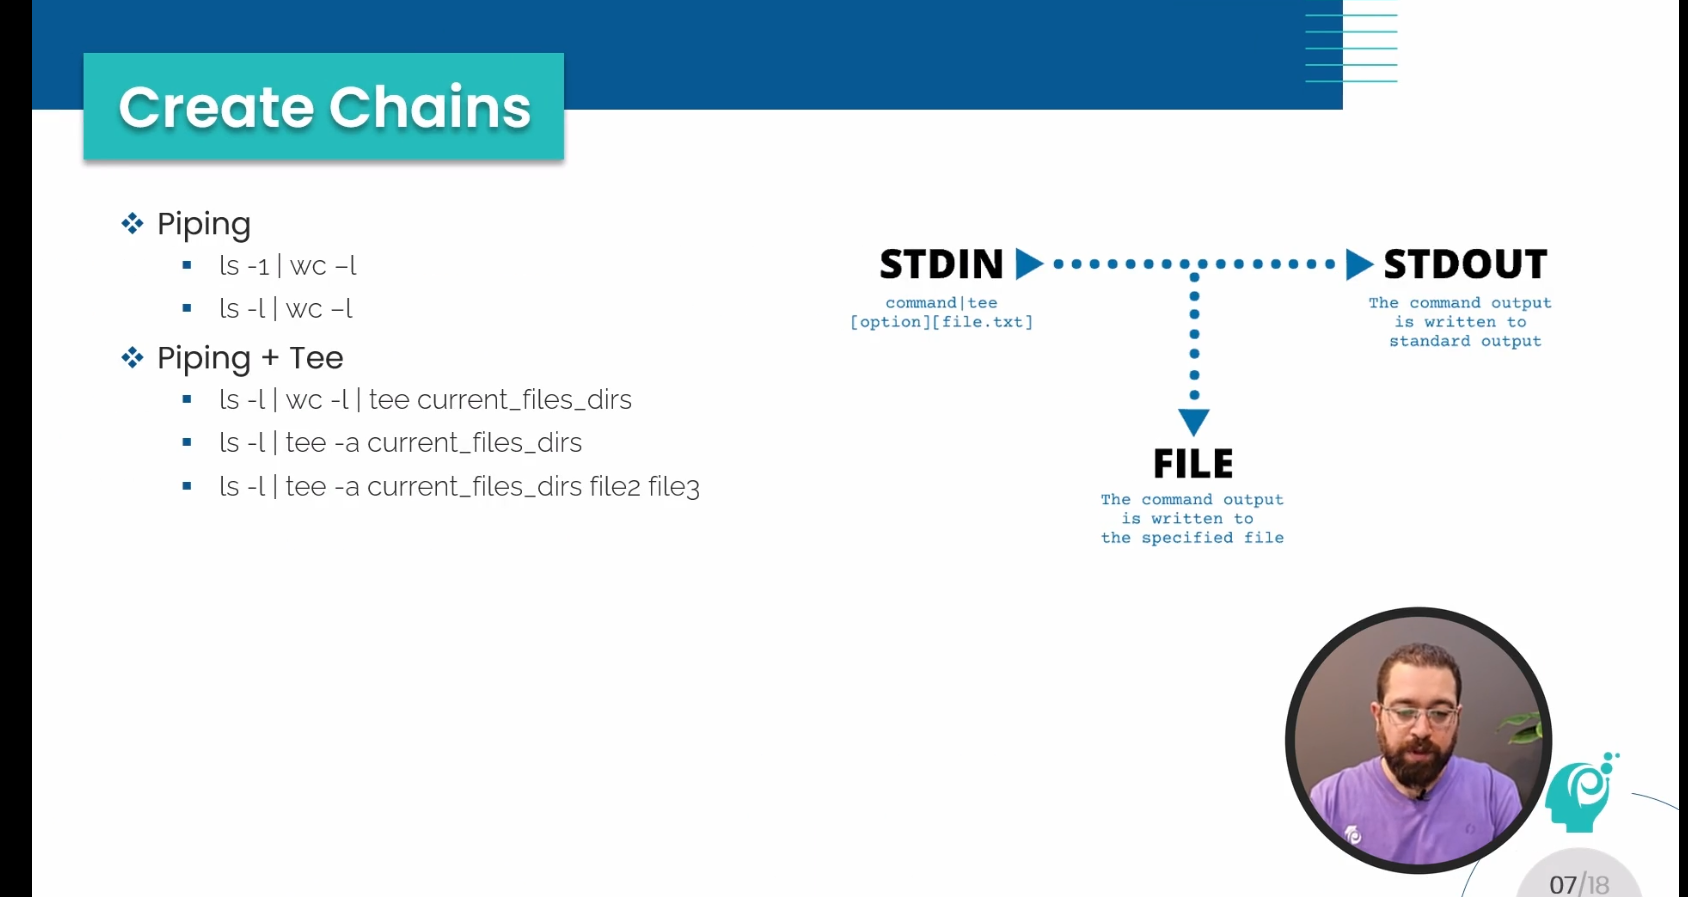 Create Chains
Piping
ls -1 | wc –l
ls -l | wc –l
Piping + Tee
ls -l | wc -l | tee current_files_dirs
ls -l | tee -a current_files_dirs
ls -l | tee -a current_files_dirs file2 file3
STDIN
command|tee
[option][file.txt]
STDOUT
The command output
is written to
standard output
FILE
The command output
is written to
the specified file
07/18